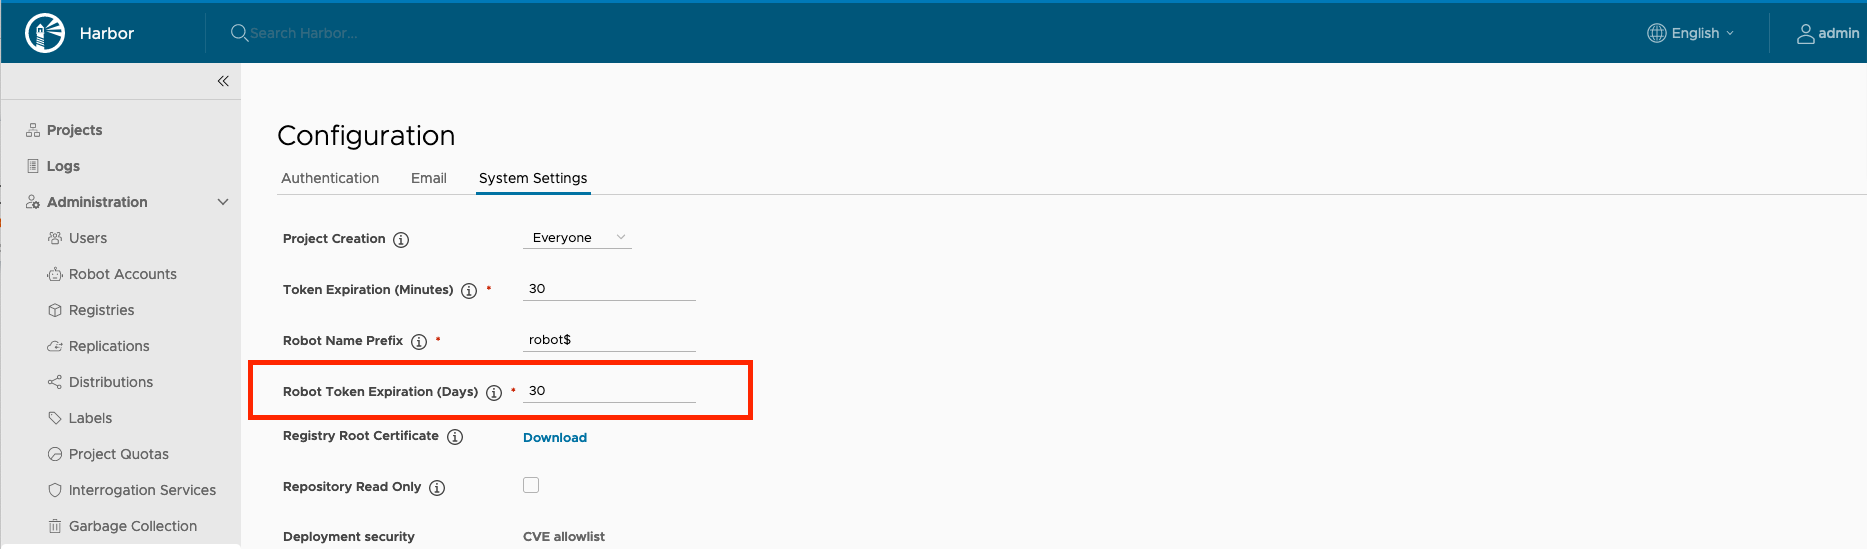 Harbor
Search Harbor...
English
admin
Projects
Logs
Administration
Users
Robot Accounts
Registries
Replications
Distributions
Labels
Project Quotas
Interrogation Services
Garbage Collection
Configuration
Authentication Email System Settings
Project Creation Everyone
Token Expiration (Minutes) * 30
Robot Name Prefix * robot$
Robot Token Expiration (Days) * 30
Registry Root Certificate Download
Repository Read Only
Deployment security CVE allowlist